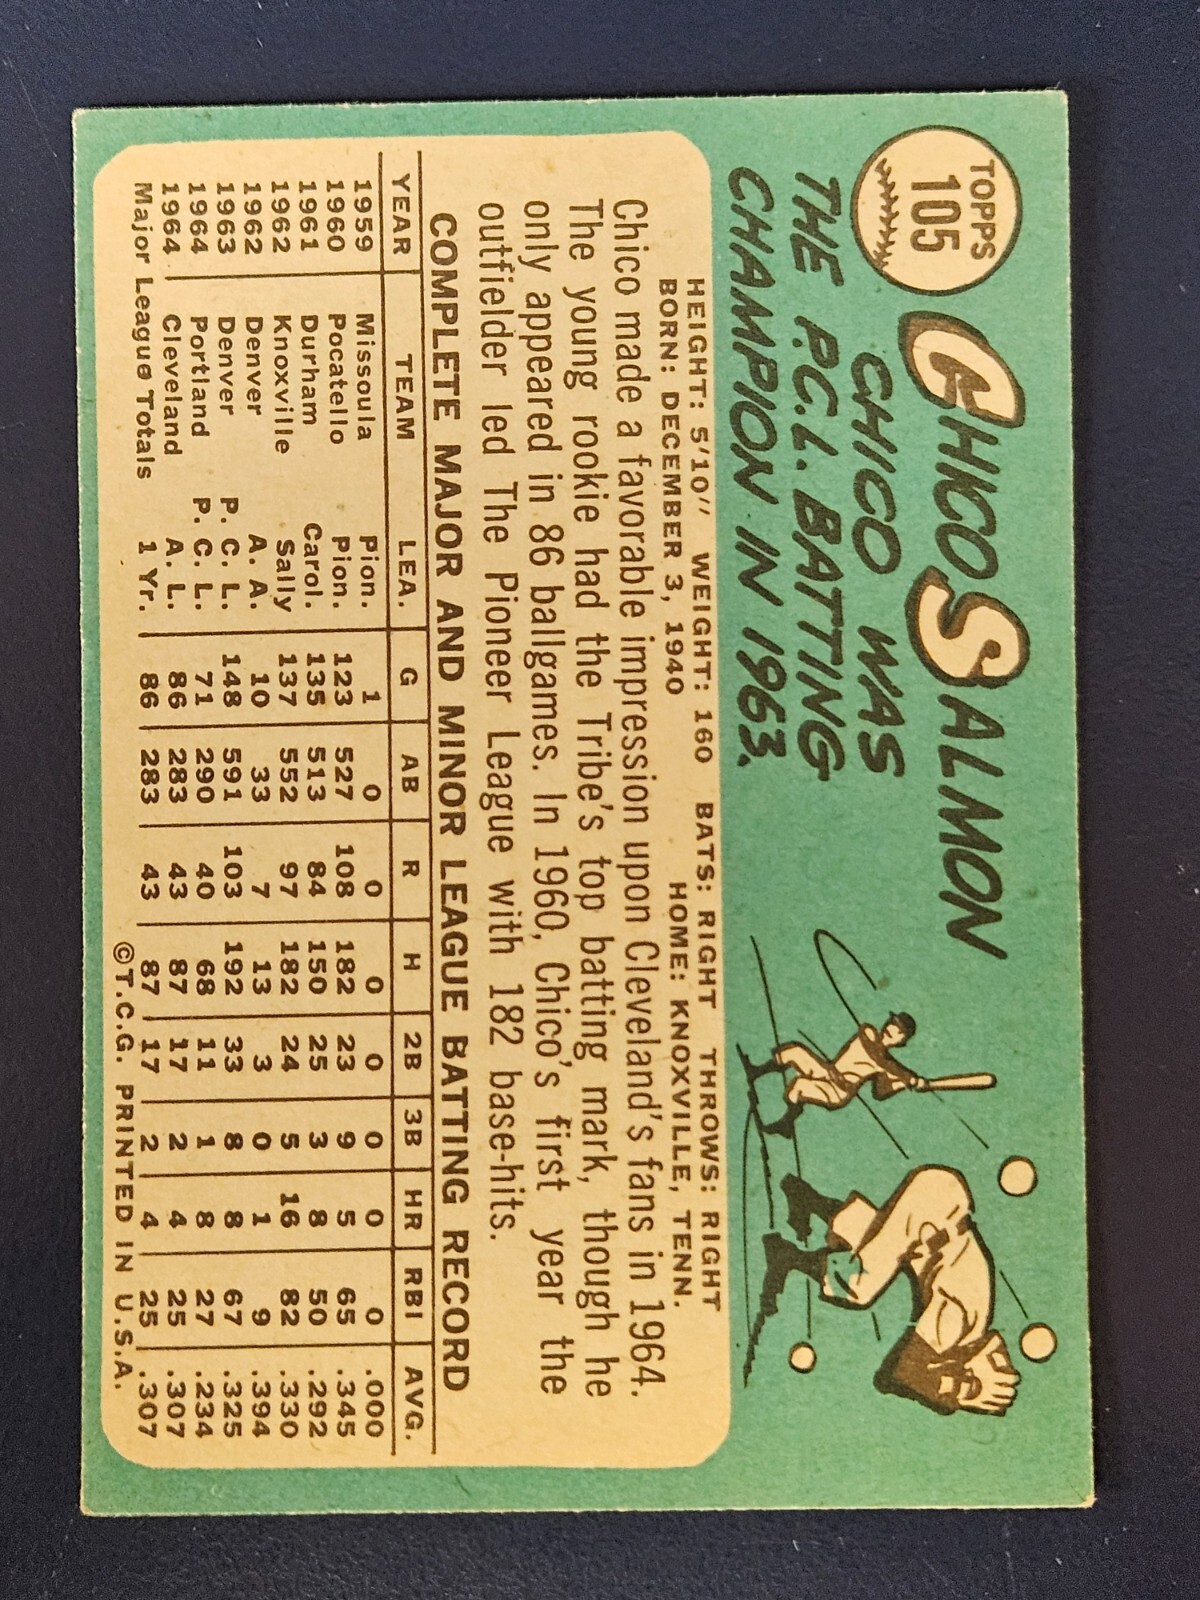 TOPPS
105
CHICO SALMON
CHICO WAS
THE P.C.L. BATTING
CHAMPION IN 1963.
HEIGHT: 5'10" WEIGHT: 160 BATS: RIGHT THROWS: RIGHT
BORN: DECEMBER 3, 1940 HOME: KNOXVILLE, TENN.
Chico made a favorable impression upon Cleveland's fans in 1964.
The young rookie had the Tribe's top batting mark, though he
only appeared in 86 ballgames. In 1960, Chico's first year the
outfielder led The Pioneer League with 182 base-hits.
COMPLETE MAJOR AND MINOR LEAGUE BATTING RECORD
YEAR TEAM LEA. G AB R H 2B 3B HR RBI AVG.
1959 Missoula Pion. 1 0 0 0 0 0 0 0 .000
1960 Pocatello Pion. 123 527 108 182 23 9 5 65 .345
1961 Durham Carol. 135 513 84 150 25 3 8 50 .292
1962 Knoxville Sally 137 552 97 182 24 5 16 82 .330
1962 Denver A. A. 10 33 7 13 3 0 1 9 .394
1963 Denver P. C. L. 148 591 103 192 33 8 8 67 .325
1964 Portland P. C. L. 71 290 40 68 11 1 8 27 .234
1964 Cleveland A. L. 86 283 43 87 17 2 4 25 .307
Major League Totals 1 Yr. 86 283 43 87 17 2 4 25 .307
©T.C.G. PRINTED IN U.S.A.